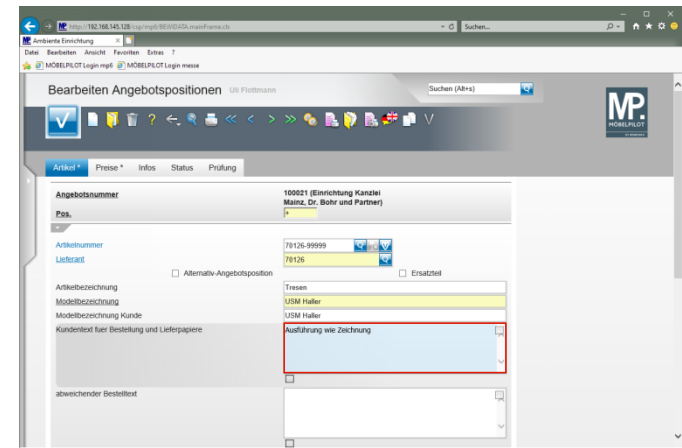 http://192.168.145.128/csp/mp6/BEWIDATA.mainFrame.cls
Suchen...
Ambiente Einrichtung
Datei Bearbeiten Ansicht Favoriten Extras ?
MÖBELPILOT Login mp6 MÖBELPILOT Login messe
Bearbeiten Angebotspositionen Ulli Flottmann
Suchen (Alt+s)
MP.
MÖBELPILOT
Artikel * Preise * Infos Status Prüfung
Angebotsnummer
100021 (Einrichtung Kanzlei
Mainz, Dr. Bohr und Partner)
Pos.
+
Artikelnummer 70126-99999
Lieferant 70126
Alternativ-Angebotsposition Ersatzteil
Artikelbezeichnung Tresen
Modellbezeichnung USM Haller
Modellbezeichnung Kunde USM Haller
Kundentext fuer Bestellung und Lieferpapiere Ausführung wie Zeichnung
abweichender Bestelltext